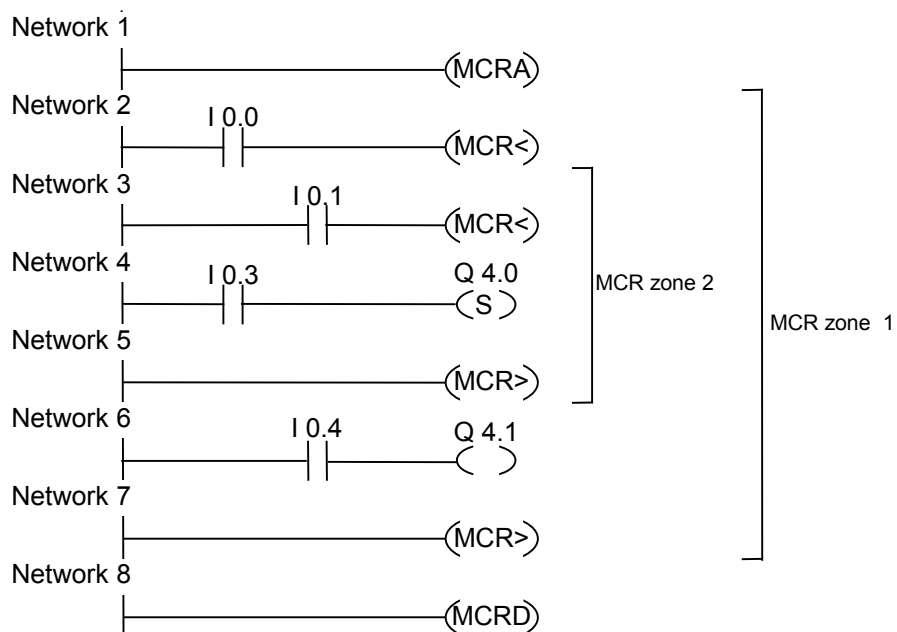 Network 1
(MCRA)
Network 2
I 0.0
(MCR<)
Network 3
I 0.1
(MCR<)
Network 4
I 0.3
Q 4.0
(S)
MCR zone 2
MCR zone 1
Network 5
(MCR>)
Network 6
I 0.4
Q 4.1
Network 7
(MCR>)
Network 8
(MCRD)